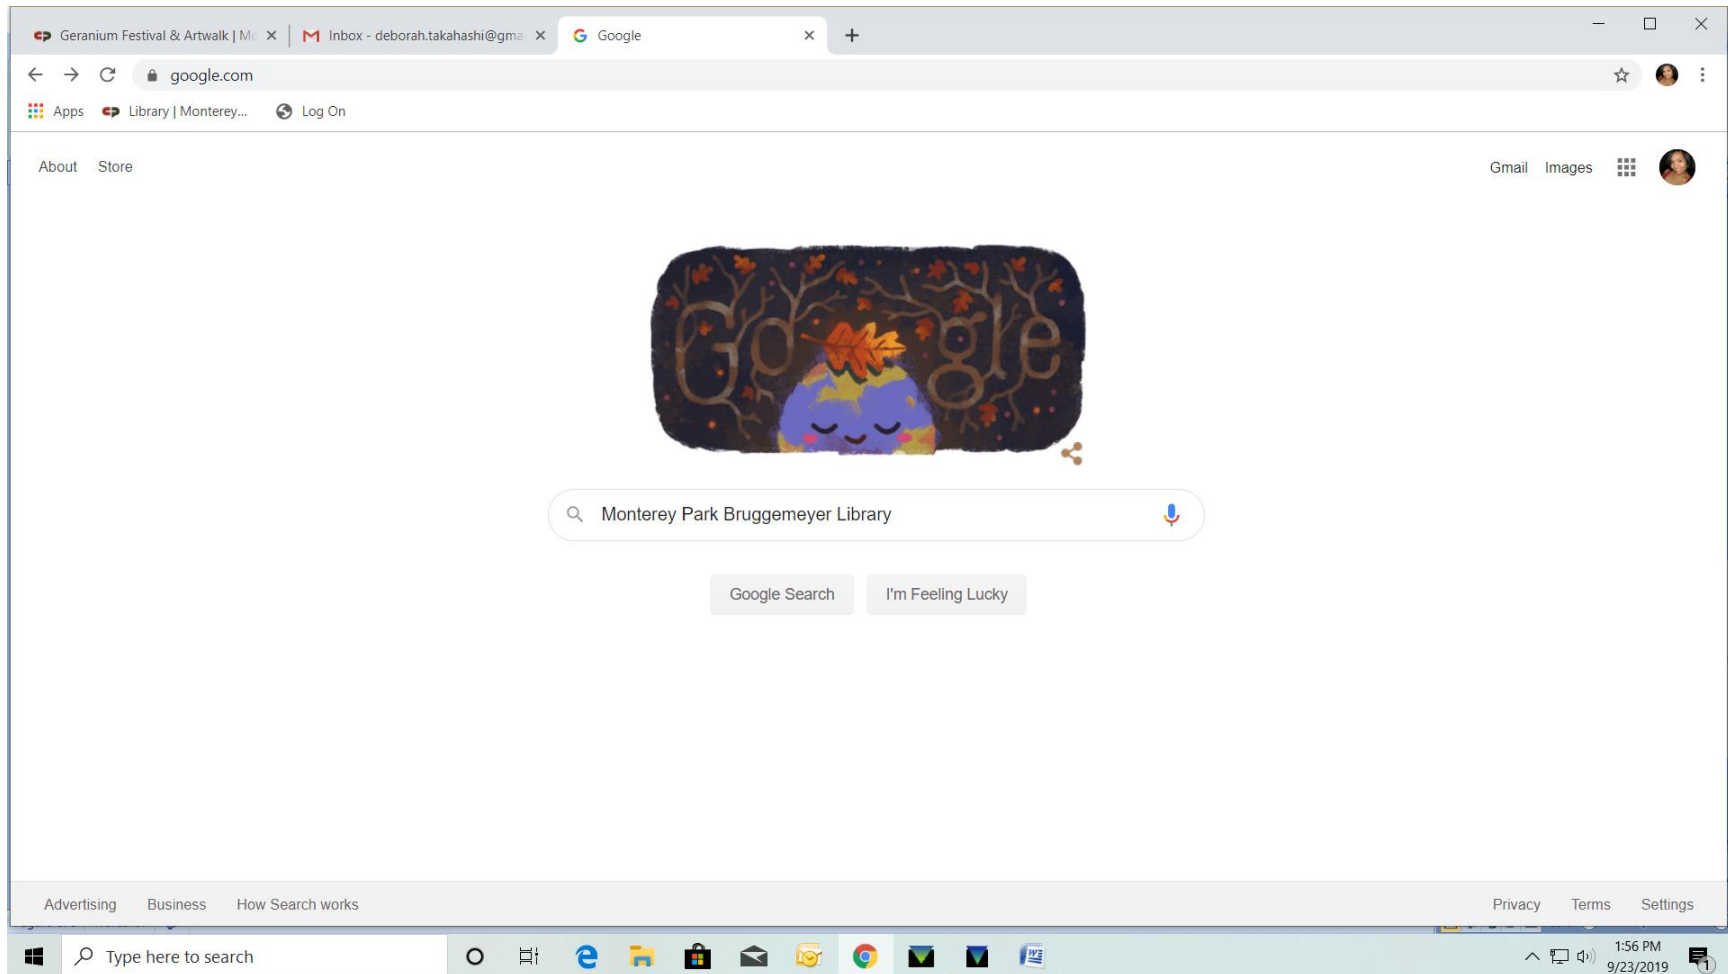 Geranium Festival & Artwalk | Mo
Inbox - deborah.takahashi@gma
Google
google.com
Apps
Library | Monterey...
Log On
About
Store
Gmail
Images
Google
Monterey Park Bruggemeyer Library
Google Search
I'm Feeling Lucky
Advertising
Business
How Search works
Privacy
Terms
Settings
Type here to search
1:56 PM
9/23/2019
1